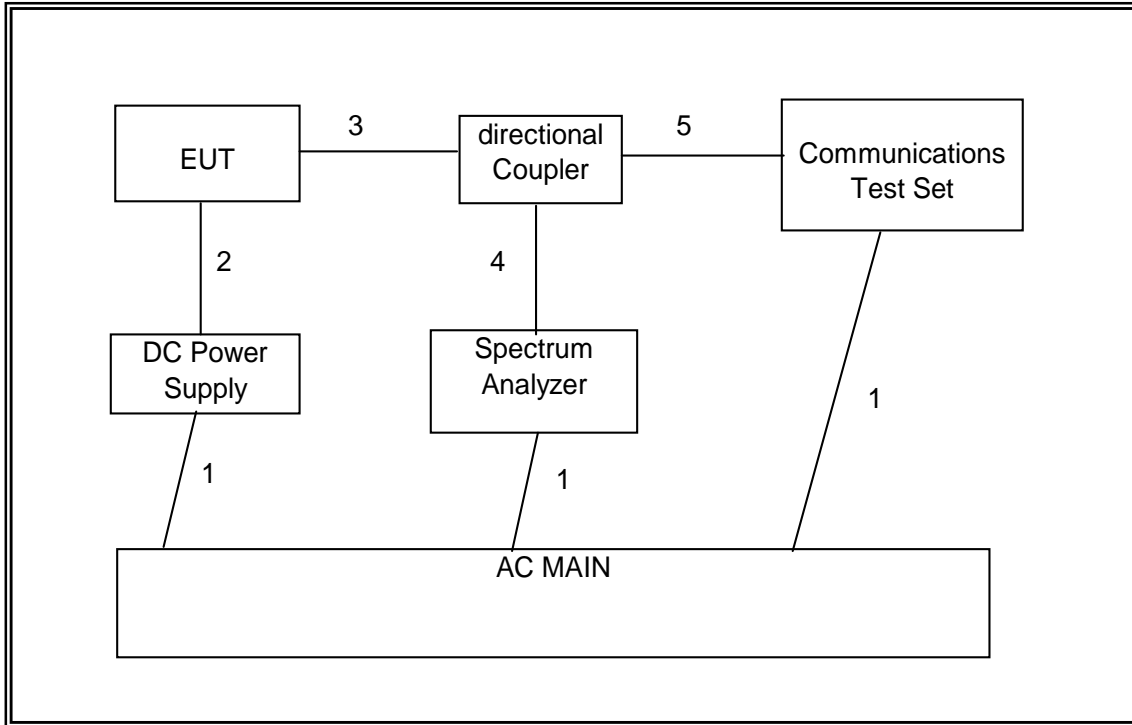 EUT
3
directional
Coupler
5
Communications
Test Set
2
4
DC Power
Supply
Spectrum
Analyzer
1
1
1
AC MAIN